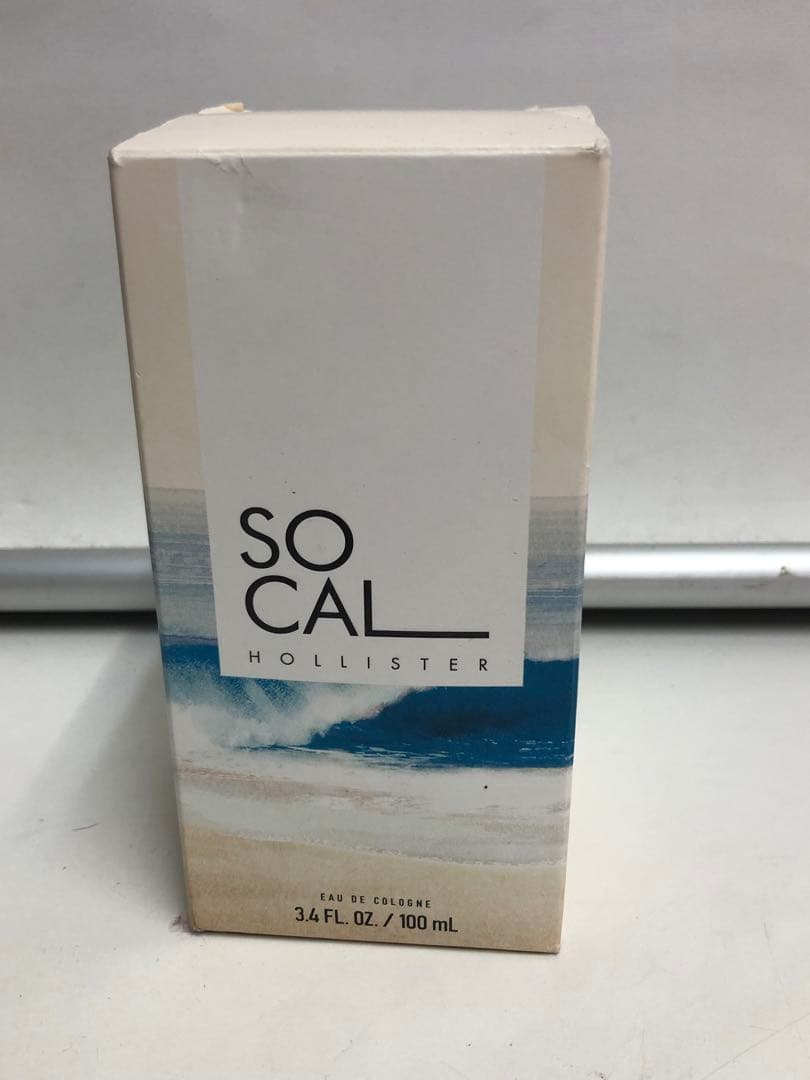 SO
CAL
HOLLISTER
EAU DE COLOGNE
3.4 FL. OZ. / 100 mL